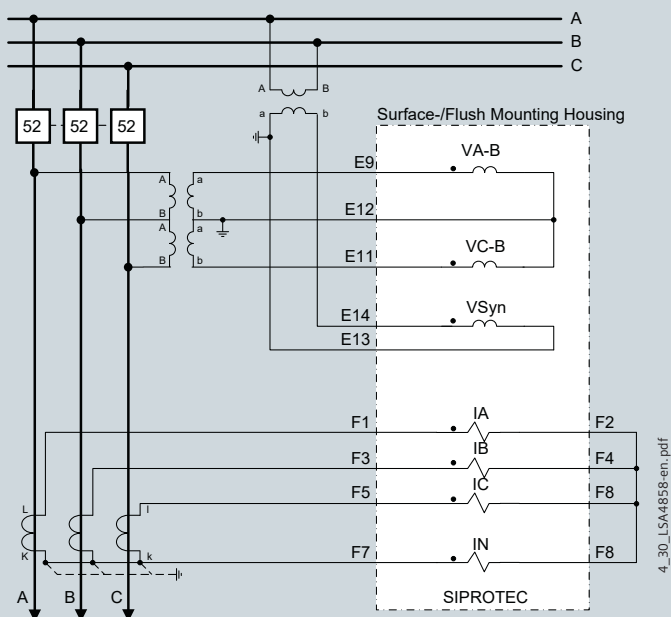 A
B
C
A B
a b
52 52 52
Surface-/Flush Mounting Housing
VA-B
E9
A a
E12
B b
A a
VC-B
E11
B b
VSyn
E14
E13
IA
F1 F2
IB
F3 F4
IC
F5 F8
L l
IN
K k
F7 F8
A B C
SIPROTEC
4_30_LSA4858-en.pdf